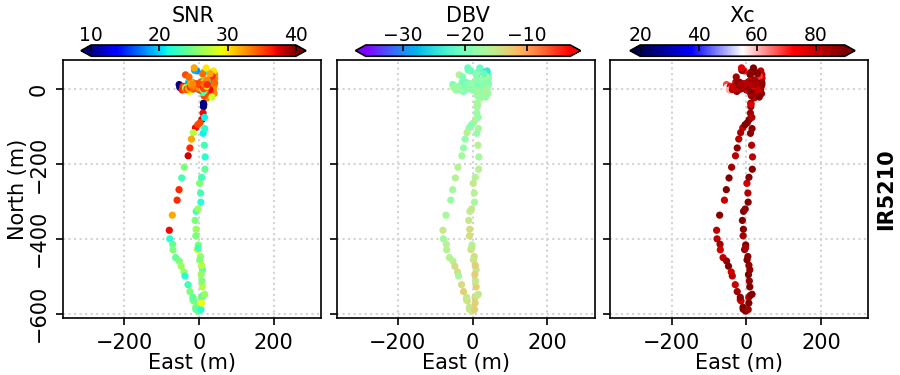 SNR DBV Xc
10 20 30 40 −30 −20 −10 20 40 60 80
North (m)
0
−200
−400
−600
IR5210
−200 0 200 −200 0 200 −200 0 200
East (m) East (m) East (m)